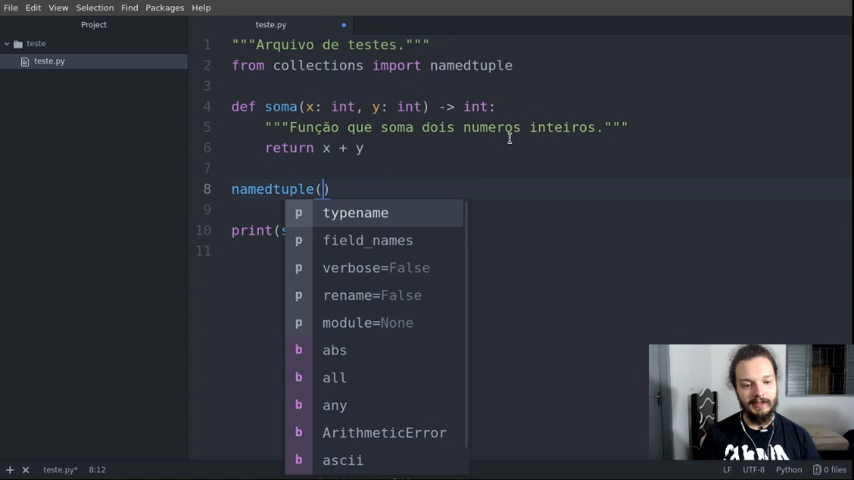 File Edit View Selection Find Packages Help
Project
teste.py
teste
teste.py
1 """Arquivo de testes."""
2 from collections import namedtuple
3
4 def soma(x: int, y: int) -> int:
5 """Função que soma dois numeros inteiros."""
6 return x + y
7
8 namedtuple()
9
10 print(
11
p typename
p field_names
p verbose=False
p rename=False
p module=None
b abs
b all
b any
b ArithmeticError
b ascii
teste.py* 8:12 LF UTF-8 Python 0 files